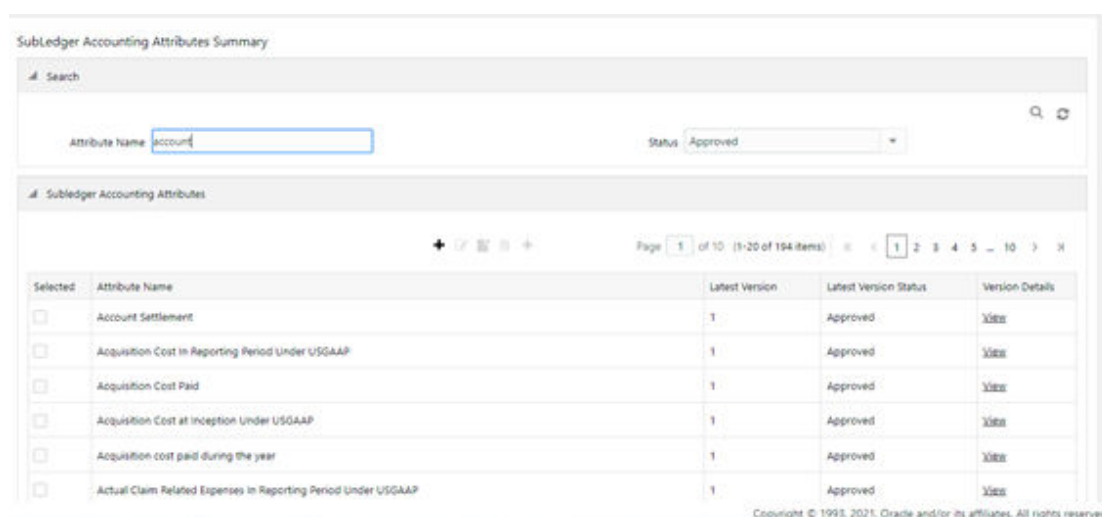 SubLedger Accounting Attributes Summary
Search
Attribute Name account Status Approved
Subledger Accounting Attributes
Page 1 of 10 (1-20 of 194 items) 1 2 3 4 5 ... 10
Selected Attribute Name Latest Version Latest Version Status Version Details
Account Settlement 1 Approved View
Acquisition Cost In Reporting Period Under USGAAP 1 Approved View
Acquisition Cost Paid 1 Approved View
Acquisition Cost at Inception Under USGAAP 1 Approved View
Acquisition cost paid during the year 1 Approved View
Actual Claim Related Expenses In Reporting Period Under USGAAP 1 Approved View
Copyright © 1993, 2021, Oracle and/or its affiliates. All rights reserve